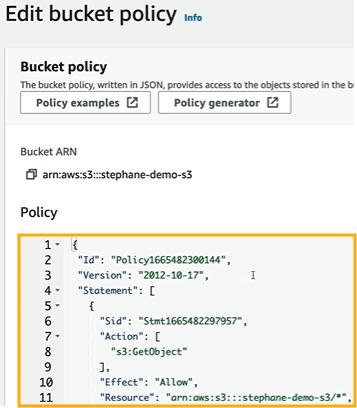 Edit bucket policy Info
Bucket policy
The bucket policy, written in JSON, provides access to the objects stored in the
Policy examples Policy generator
Bucket ARN
arn:aws:s3:::stephane-demo-s3
Policy
1 {
2 "Id": "Policy1665482300144",
3 "Version": "2012-10-17",
4 "Statement": [
5 {
6 "Sid": "Stmt1665482297957",
7 "Action": [
8 "s3:GetObject"
9 ],
10 "Effect": "Allow",
11 "Resource": "arn:aws:s3:::stephane-demo-s3/*",